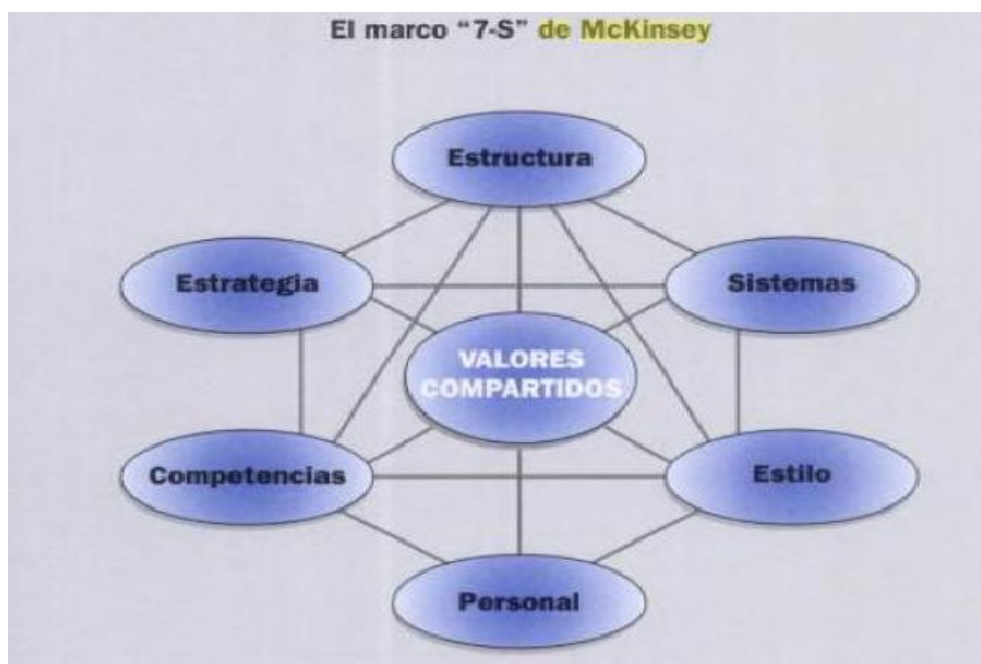 El marco “7-S” de McKinsey
Estructura
Estrategia
Sistemas
VALORES
COMPARTIDOS
Competencias
Estilo
Personal